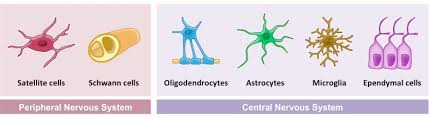 Satellite cells Schwann cells Oligodendrocytes Astrocytes Microglia Ependymal cells
Peripheral Nervous System Central Nervous System